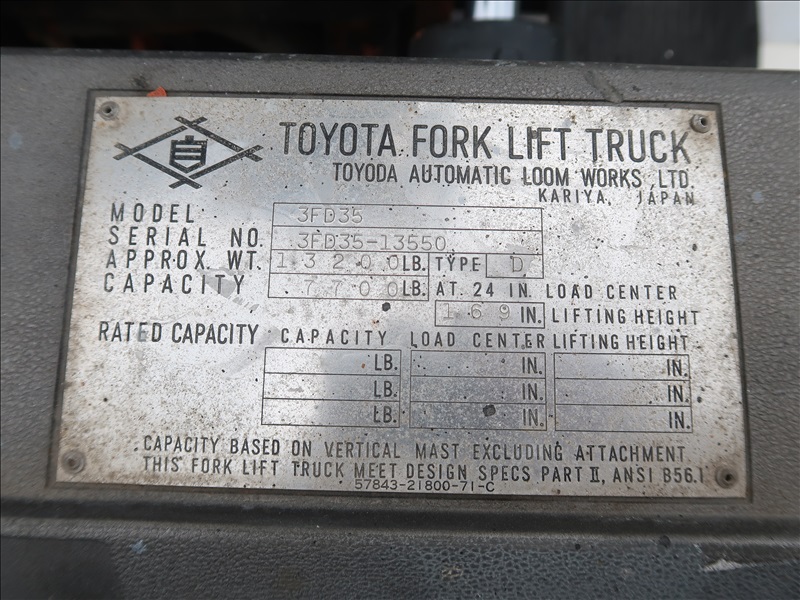 自
TOYOTA FORK LIFT TRUCK
TOYODA AUTOMATIC LOOM WORKS, LTD.
KARIYA, JAPAN
MODEL 3FD35
SERIAL NO. 3FD35-13550
APPROX. WT. 13200 LB. TYPE D
CAPACITY 7700 LB. AT 24 IN. LOAD CENTER
169 IN. LIFTING HEIGHT
RATED CAPACITY CAPACITY LOAD CENTER LIFTING HEIGHT
LB. IN. IN.
LB. IN. IN.
LB. IN. IN.
CAPACITY BASED ON VERTICAL MAST EXCLUDING ATTACHMENT.
THIS FORK LIFT TRUCK MEET DESIGN SPECS PART II, ANSI B56.1
57843-21800-71-C